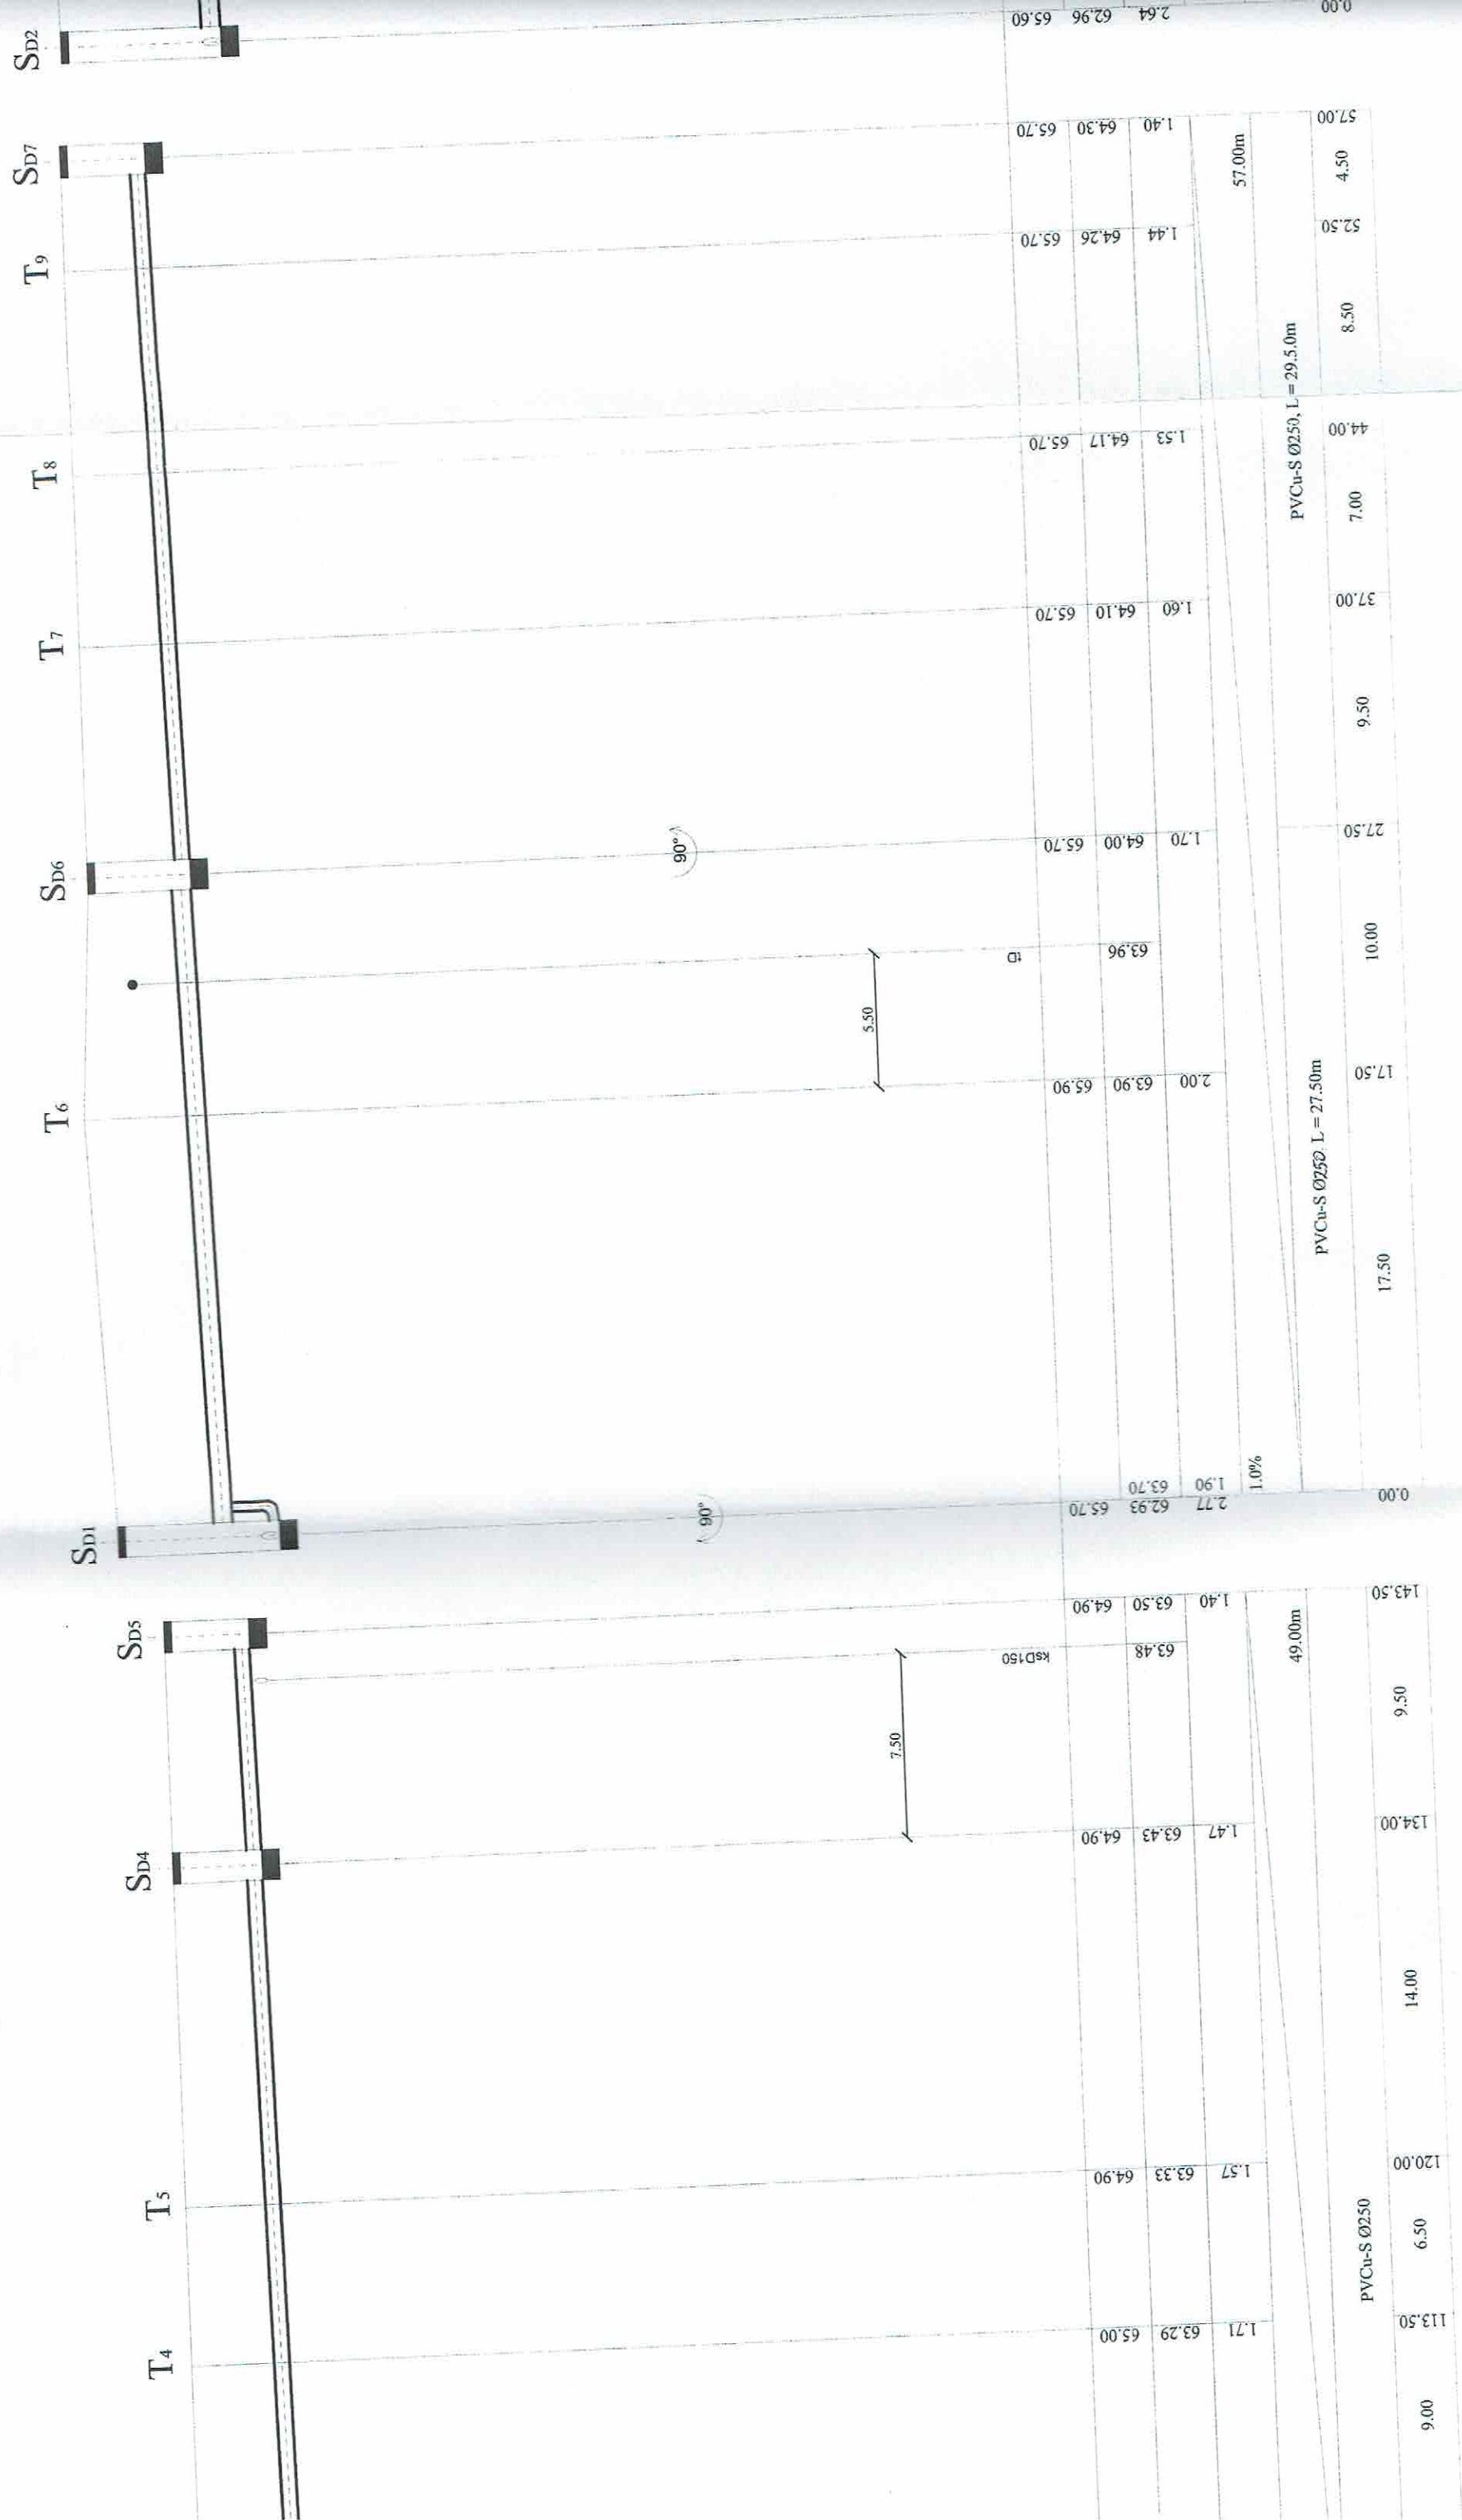 SD2
65.60 62.96 2.64 0.00
SD7
65.70 64.30 1.40 57.00
57.00m
4.50
T9
65.70 64.26 1.44 52.50
8.50
PVCu-S Ø250, L = 29.5.0m
T8
65.70 64.17 1.53 44.00
7.00
T7
65.70 64.10 1.60 37.00
9.50
SD6
90°
65.70 64.00 1.70 27.50
10.00
tD
63.96
5.50
T6
65.90 63.90 2.00 17.50
PVCu-S Ø250. L = 27.50m
17.50
1.0%
63.70 1.90
SD1
90°
65.70 62.93 2.77 0.00
SD5
64.90 63.50 1.40 143.50
49.00m
ksD150
63.48
9.50
7.50
SD4
64.90 63.43 1.47 134.00
14.00
T5
64.90 63.33 1.57 120.00
PVCu-S Ø250
6.50
T4
65.00 63.29 1.71 113.50
9.00